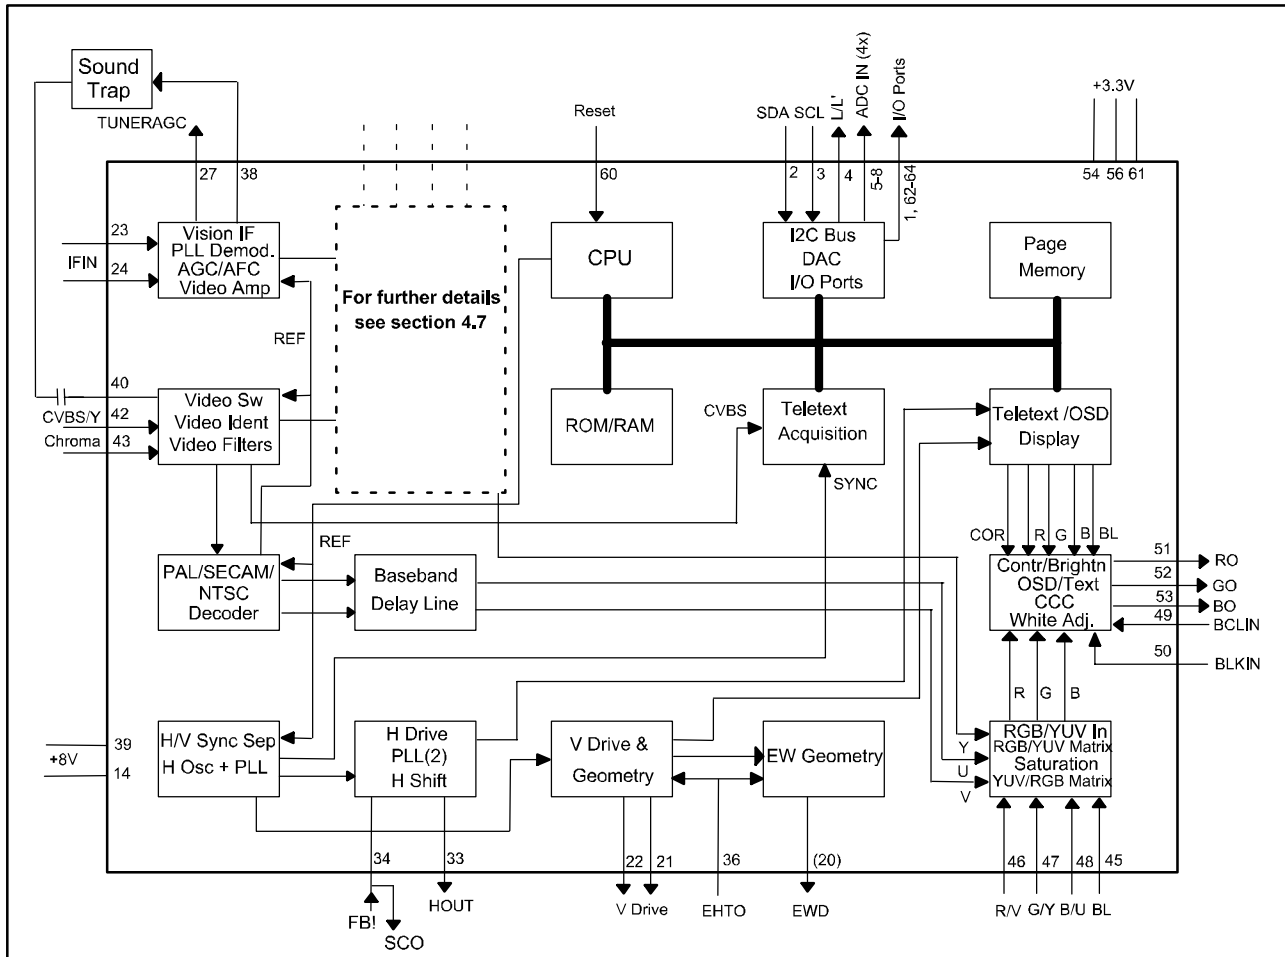 Sound
Trap
TUNERAGC
Reset
SDA SCL
L/L'
ADC IN (4x)
I/O Ports
+3.3V
27
38
60
2
3
4
5-8
1, 62-64
54
56
61
23
IFIN
24
Vision IF
PLL Demod.
AGC/AFC
Video Amp
For further details
see section 4.7
CPU
I2C Bus
DAC
I/O Ports
Page
Memory
REF
40
CVBS/Y
42
Chroma
43
Video Sw
Video Ident
Video Filters
ROM/RAM
CVBS
Teletext
Acquisition
Teletext /OSD
Display
SYNC
REF
COR
R
G
B
BL
PAL/SECAM/
NTSC
Decoder
Baseband
Delay Line
Contr/Brightn
OSD/Text
CCC
White Adj.
51
RO
52
GO
53
BO
49
BCLIN
50
BLKIN
R
G
B
39
+8V
14
H/V Sync Sep
H Osc + PLL
H Drive
PLL(2)
H Shift
V Drive &
Geometry
EW Geometry
Y
U
V
RGB/YUV In
RGB/YUV Matrix
Saturation
YUV/RGB Matrix
34
33
22
21
36
(20)
46
47
48
45
FB!
SCO
HOUT
V Drive
EHTO
EWD
R/V
G/Y
B/U
BL